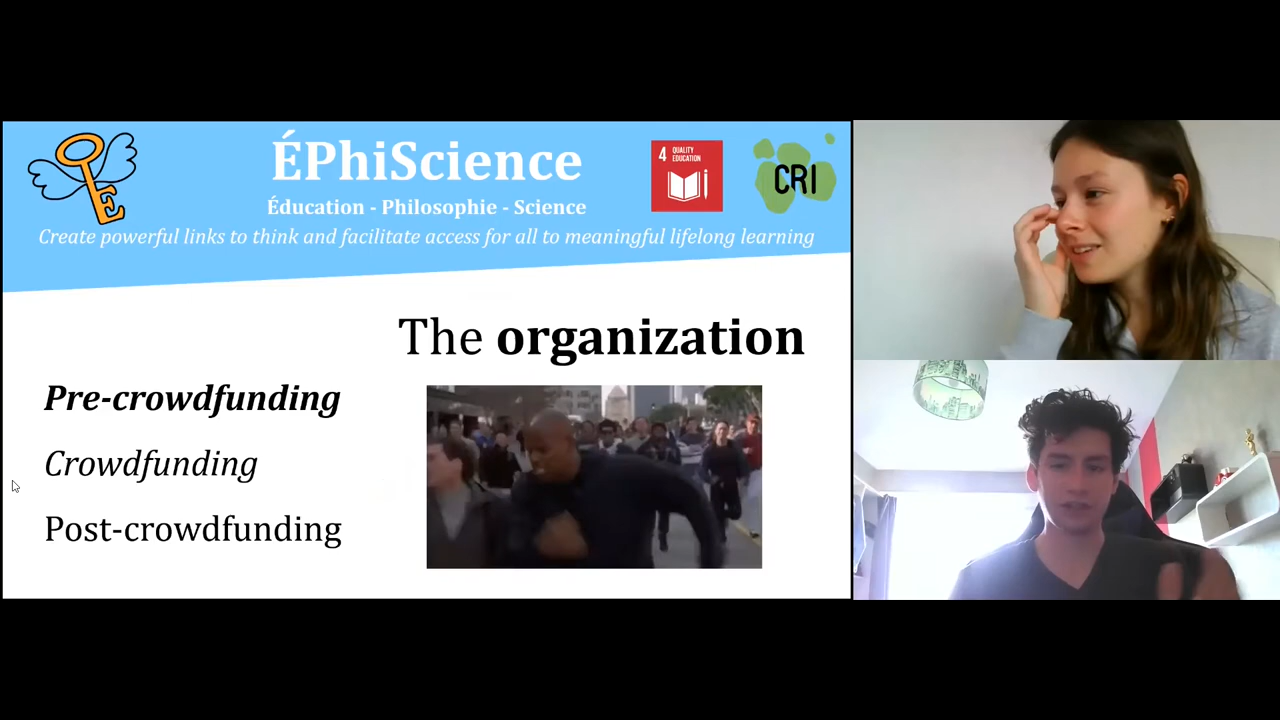 ÉPhiScience
Éducation - Philosophie - Science
Create powerful links to think and facilitate access for all to meaningful lifelong learning
4 QUALITY
EDUCATION
CRI
E
The organization
Pre-crowdfunding
Crowdfunding
Post-crowdfunding